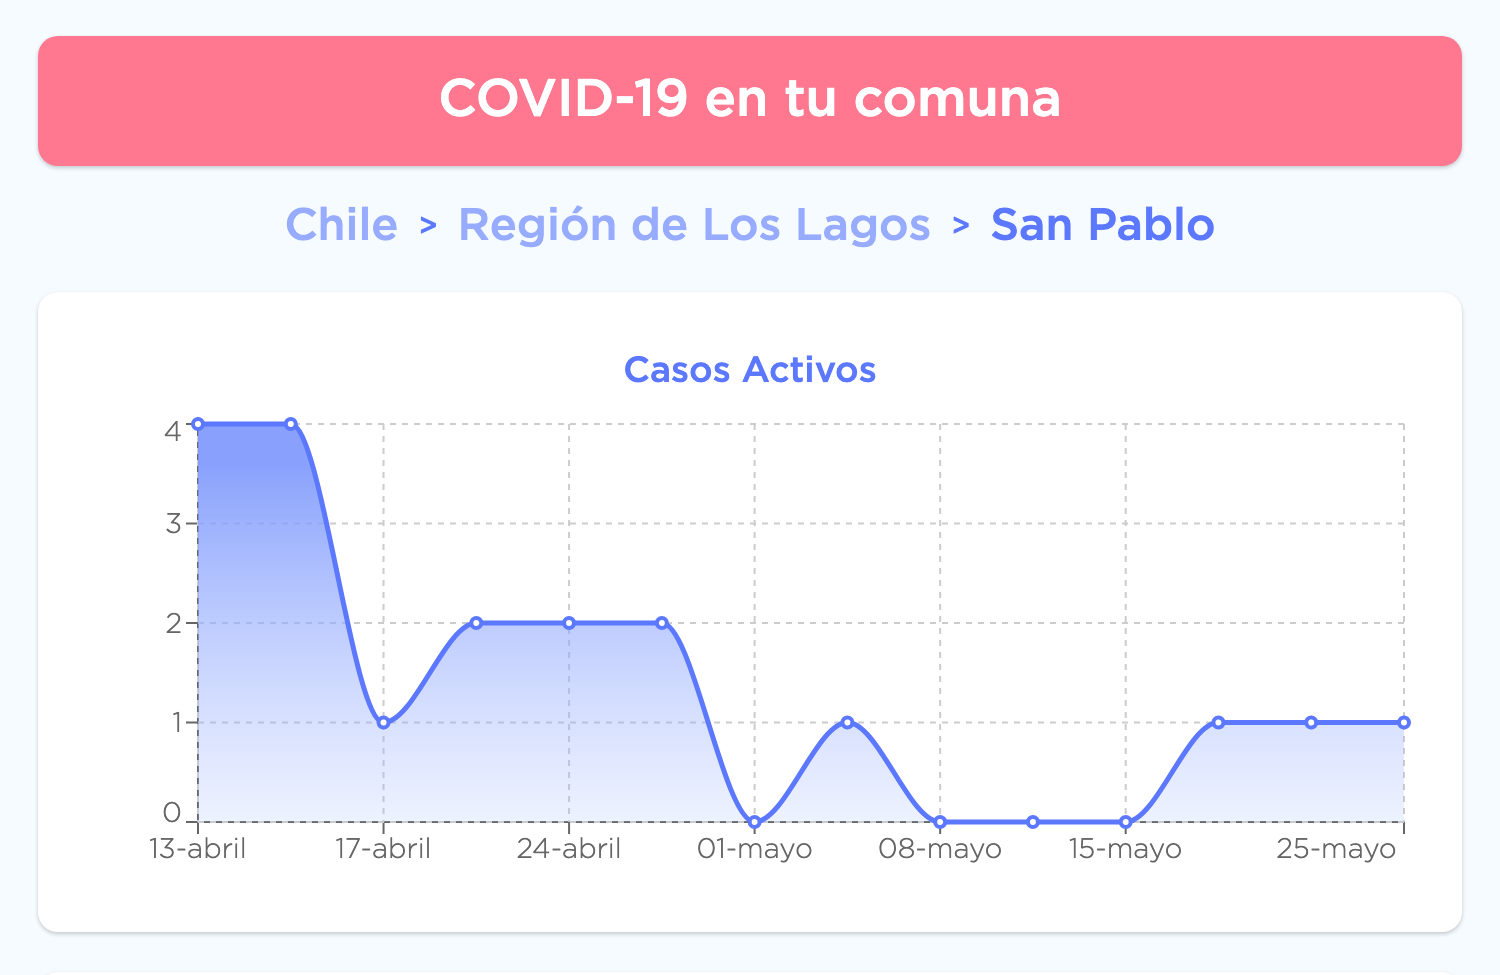 COVID-19 en tu comuna
Chile > Región de Los Lagos > San Pablo
Casos Activos
4
3
2
1
0
13-abril 17-abril 24-abril 01-mayo 08-mayo 15-mayo 25-mayo